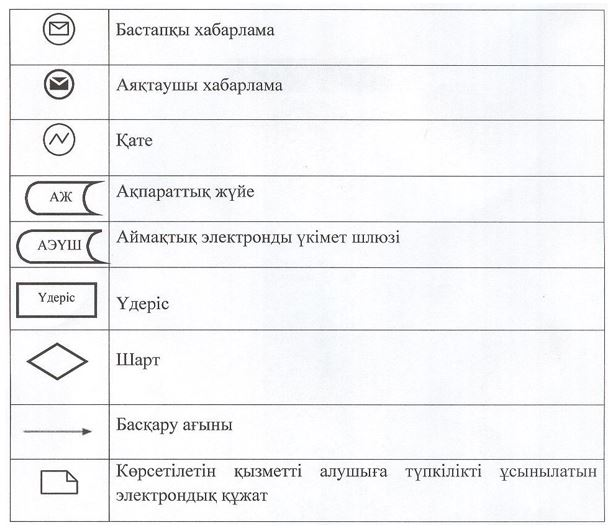 Бастапқы хабарлама
Аяқтаушы хабарлама
Қате
АЖ
Ақпараттық жүйе
АЭҮШ
Аймақтық электронды үкімет шлюзі
Үдеріс
Үдеріс
Шарт
Басқару ағыны
Көрсетілетін қызметті алушыға түпкілікті ұсынылатын
электрондық құжат